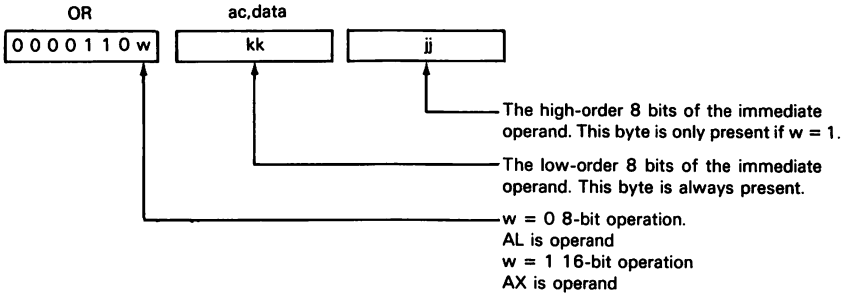 OR ac,data
0 0 0 0 1 1 0 w kk jj
The high-order 8 bits of the immediate
operand. This byte is only present if w = 1.
The low-order 8 bits of the immediate
operand. This byte is always present.
w = 0 8-bit operation.
AL is operand
w = 1 16-bit operation
AX is operand